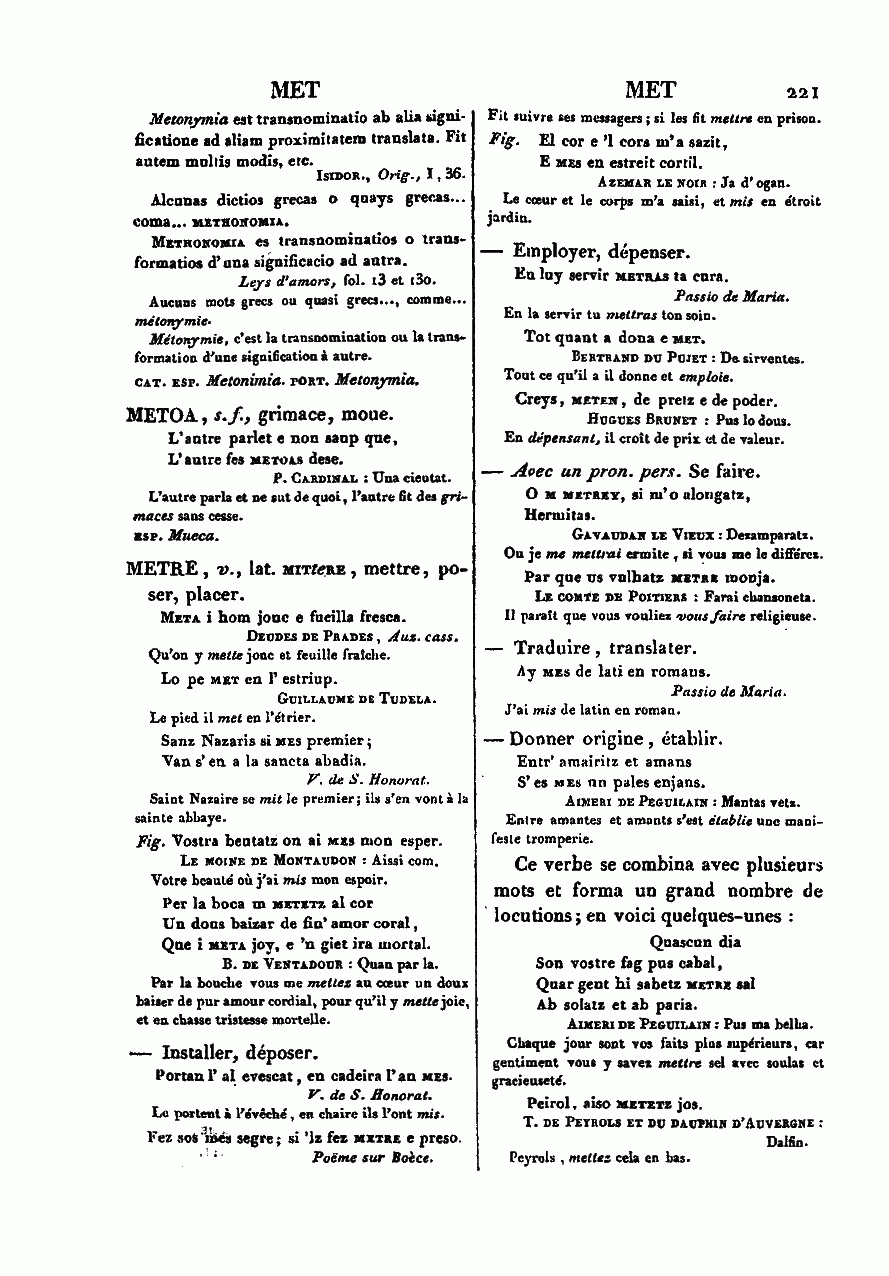 MET
MET 221
Metonymia est transnominatio ab alia signi-
ficatione ad aliam proximitatem translata. Fit
autem multis modis, etc.
ISIDOR., Orig., I, 36.
Alcunas dictios grecas o quays grecas...
coma... METHONOMIA.
METHONOMIA es transnominatios o trans-
formatios d'una significacio ad autra.
Leys d'amors, fol. 13 et 130.
Aucuns mots grecs ou quasi grecs..., comme...
métonymie.
Métonymie, c'est la transnomination ou la trans-
formation d'une signification à autre.
CAT. ESP. Metonimia. PORT. Metonymia.
METOA, s.f., grimace, moue.
L'autre parlet e non saup que,
L'autre fes METOAS dese.
P. CARDINAL : Una cieutat.
L'autre parla et ne sut de quoi, l'autre fit des gri-
maces sans cesse.
ESP. Mueca.
METRE, v., lat. MITTERE, mettre, po-
ser, placer.
META i hom jonc e fueilla fresca.
DEUDES DE PRADES, Auz. cass.
Qu'on y mette jonc et feuille fraîche.
Lo pe MET en l'estriup.
GUILLAUME DE TUDELA.
Le pied il met en l'étrier.
Sanz Nazaris si MES premier;
Van s'en a la sancta abadia.
V. de S. Honorat.
Saint Nazaire se mit le premier; ils s'en vont à la
sainte abbaye.
Fig. Vostra beutatz on ai MES mon esper.
LE MOINE DE MONTAUDON : Aissi com.
Votre beauté où j'ai mis mon espoir.
Per la boca m METETZ al cor
Un dous baizar de fin' amor coral,
Que i META joy, e 'n giet ira mortal.
B. DE VENTADOUR : Quan par la.
Par la bouche vous me mettez au cœur un doux
baiser de pur amour cordial, pour qu'il y mette joie,
et en chasse tristesse mortelle.
— Installer, déposer.
Portan l' al evescat, en cadeira l'an MES.
V. de S. Honorat.
Le portent à l'évêché, en chaire ils l'ont mis.
Fez sos més segre; si 'lz fez METRE e preso.
Poëme sur Boèce.
Fit suivre ses messagers; si les fit mettre en prison.
Fig. El cor e 'l cors m'a sazit,
E MES en estreit cortil.
AZEMAR LE NOIR : Ja d'ogan.
Le cœur et le corps m'a saisi, et mis en étroit
jardin.
— Employer, dépenser.
En luy servir METRAS ta cura.
Passio de Maria.
En la servir tu mettras ton soin.
Tot quant a dona e MET.
BERTRAND DU PUJET : De sirventes.
Tout ce qu'il a il donne et emploie.
Creys, METEN, de pretz e de poder.
HUGUES BRUNET : Pus lo dous.
En dépensant, il croît de prix et de valeur.
— Avec un pron. pers. Se faire.
O M METREY, si m'o alongatz,
Hermitas.
GAVAUDAN LE VIEUX : Dezamparatz.
Ou je me mettrai ermite, si vous me le différez.
Par que us vulhatz METRE monja.
LE COMTE DE POITIERS : Farai chansoneta.
Il paraît que vous vouliez vous faire religieuse.
— Traduire, translater.
Ay MES de lati en romans.
Passio de Maria.
J'ai mis de latin en roman.
— Donner origine, établir.
Entr' amairitz et amans
S'es MES un pales enjans.
AIMERI DE PEGUILAIN : Mantas vetz.
Entre amantes et amants s'est établie une mani-
feste tromperie.
Ce verbe se combina avec plusieurs
mots et forma un grand nombre de
locutions; en voici quelques-unes :
Quascun dia
Son vostre fag pus cabal,
Quar gent hi sabetz METRE sal
Ab solatz et ab paria.
AIMERI DE PEGUILAIN : Pus ma belha.
Chaque jour sont vos faits plus supérieurs, car
gentiment vous y savez mettre sel avec soulas et
gracieuseté.
Peirol, aiso METETZ jos.
T. DE PEYROLS ET DU DAUPHIN D'AUVERGNE :
Dalfin.
Peyrols, mettez cela en bas.